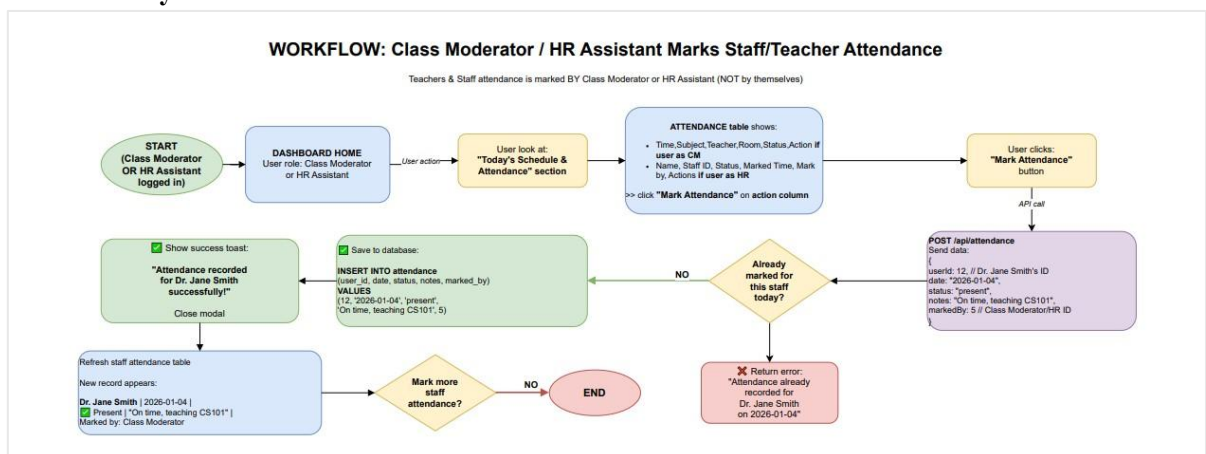 WORKFLOW: Class Moderator / HR Assistant Marks Staff/Teacher Attendance
Teachers & Staff attendance is marked BY Class Moderator or HR Assistant (NOT by themselves)
START
(Class Moderator
OR HR Assistant
logged in)
DASHBOARD HOME
User role: Class Moderator
or HR Assistant
User action
User look at:
"Today's Schedule &
Attendance" section
ATTENDANCE table shows:
• Time,Subject,Teacher,Room,Status,Action if
user as CM
• Name, Staff ID, Status, Marked Time, Mark
by, Actions if user as HR
>> click "Mark Attendance" on action column
User clicks:
"Mark Attendance"
button
API call
POST /api/attendance
Send data:
{
userId: 12, // Dr. Jane Smith's ID
date: "2026-01-04",
status: "present",
notes: "On time, teaching CS101",
markedBy: 5 // Class Moderator/HR ID
}
Already
marked for
this staff
today?
NO
✅ Save to database:
INSERT INTO attendance
(user_id, date, status, notes, marked_by)
VALUES
(12, '2026-01-04', 'present',
'On time, teaching CS101', 5)
✅ Show success toast:
"Attendance recorded
for Dr. Jane Smith
successfully!"
Close modal
❌ Return error:
"Attendance already
recorded for
Dr. Jane Smith
on 2026-01-04"
Refresh staff attendance table
New record appears:
Dr. Jane Smith | 2026-01-04 |
✅ Present | "On time, teaching CS101" |
Marked by: Class Moderator
Mark more
staff
attendance?
NO
END